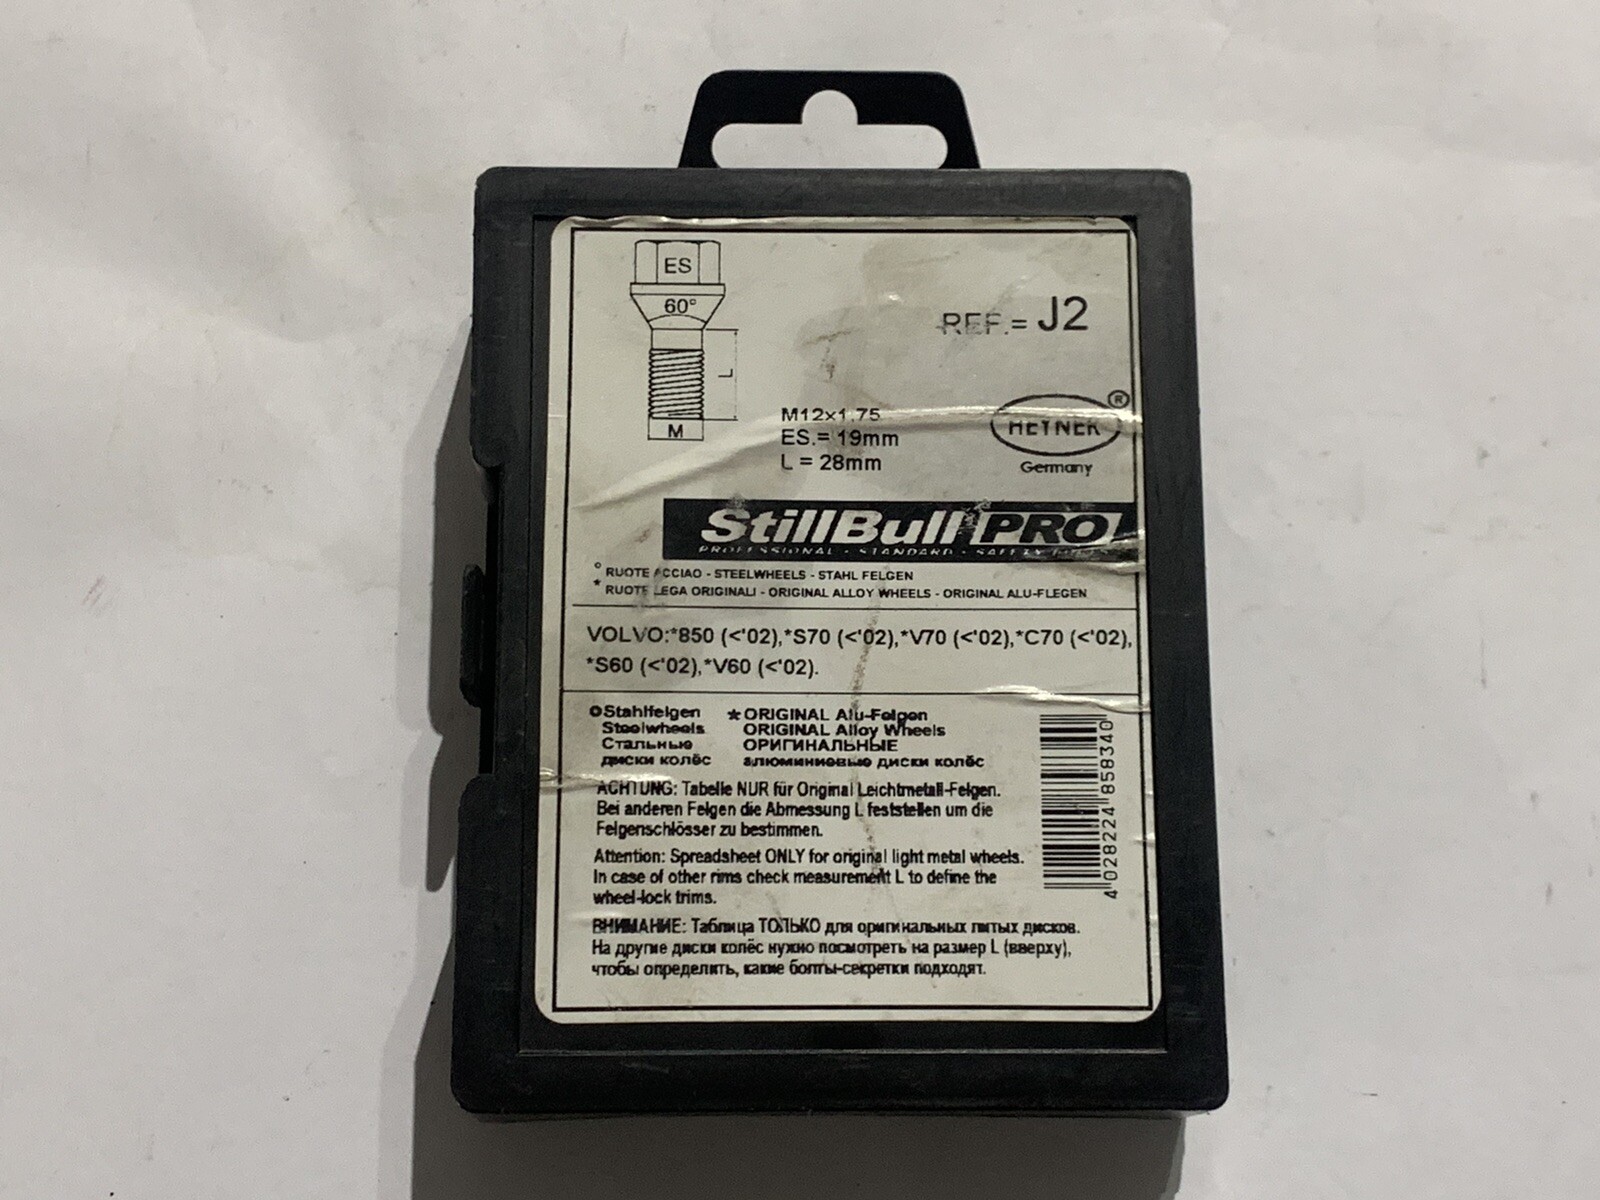 ES
60°
L
M
REF.= J2
M12x1,75
ES.= 19mm
L = 28mm
HEYNER®
Germany
StillBull PRO
PROFESSIONAL - STANDARD - SAFETY
° RUOTE ACCIAO - STEELWHEELS - STAHL FELGEN
* RUOTE LEGA ORIGINALI - ORIGINAL ALLOY WHEELS - ORIGINAL ALU-FLEGEN
VOLVO:*850 (<'02),*S70 (<'02),*V70 (<'02),*C70 (<'02),
*S60 (<'02),*V60 (<'02).
°Stahlfelgen
Steelwheels
Стальные
диски колёс
★ORIGINAL Alu-Felgen
ORIGINAL Alloy Wheels
ОРИГИНАЛЬНЫЕ
алюминиевые диски колёс
ACHTUNG: Tabelle NUR für Original Leichtmetall-Felgen.
Bei anderen Felgen die Abmessung L feststellen um die
Felgenschlösser zu bestimmen.
Attention: Spreadsheet ONLY for original light metal wheels.
In case of other rims check measurement L to define the
wheel-lock trims.
ВНИМАНИЕ: Таблица ТОЛЬКО для оригинальных литых дисков.
На другие диски колёс нужно посмотреть на размер L (вверху),
чтобы определить, какие болты-секретки подходят.
4 028224 858340